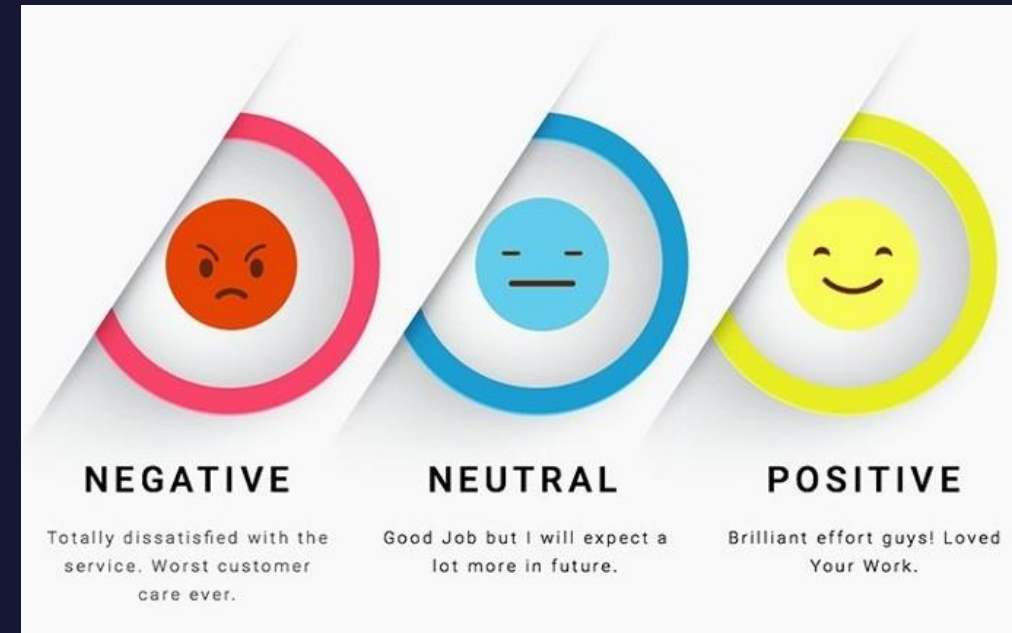 NEGATIVE
Totally dissatisfied with the
service. Worst customer
care ever.
NEUTRAL
Good Job but I will expect a
lot more in future.
POSITIVE
Brilliant effort guys! Loved
Your Work.